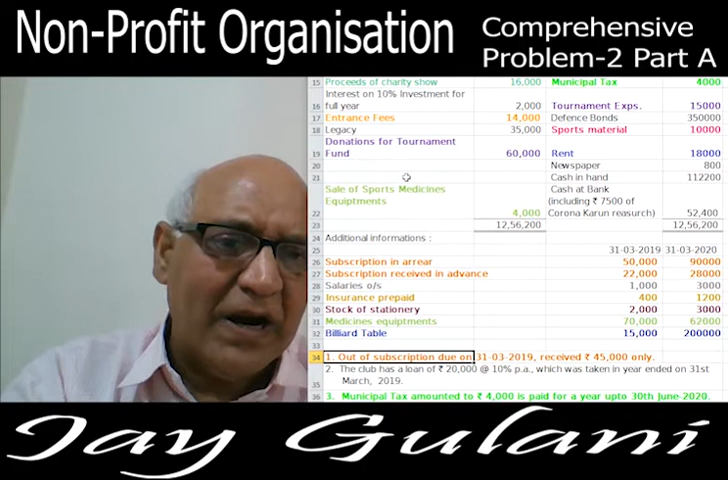 Non-Profit Organisation
Comprehensive
Problem-2 Part A
15 Proceeds of charity show 16,000 Municipal Tax 4000
Interest on 10% Investment for
16 full year 2,000 Tournament Exps. 15000
17 Entrance Fees 14,000 Defence Bonds 350000
18 Legacy 35,000 Sports material 10000
Donations for Tournament
19 Fund 60,000 Rent 18000
20 Newspaper 800
21 Cash in hand 112200
Sale of Sports Medicines Cash at Bank
Equiptments (including ₹ 7500 of
22 4,000 Corona Karun reasurch) 52,400
23 12,56,200 12,56,200
24 Additional informations :
25 31-03-2019 31-03-2020
26 Subscription in arrear 50,000 90000
27 Subscription received in advance 22,000 28000
28 Salaries o/s 1,000 3000
29 Insurance prepaid 400 1200
30 Stock of stationery 2,000 3000
31 Medicines equiptments 70,000 62000
32 Billiard Table 15,000 200000
33
34 1. Out of subscription due on 31-03-2019, received ₹ 45,000 only.
2. The club has a loan of ₹ 20,000 @ 10% p.a., which was taken in year ended on 31st
35 March, 2019.
36 3. Municipal Tax amounted to ₹ 4,000 is paid for a year upto 30th June-2020.
Jay Gulani